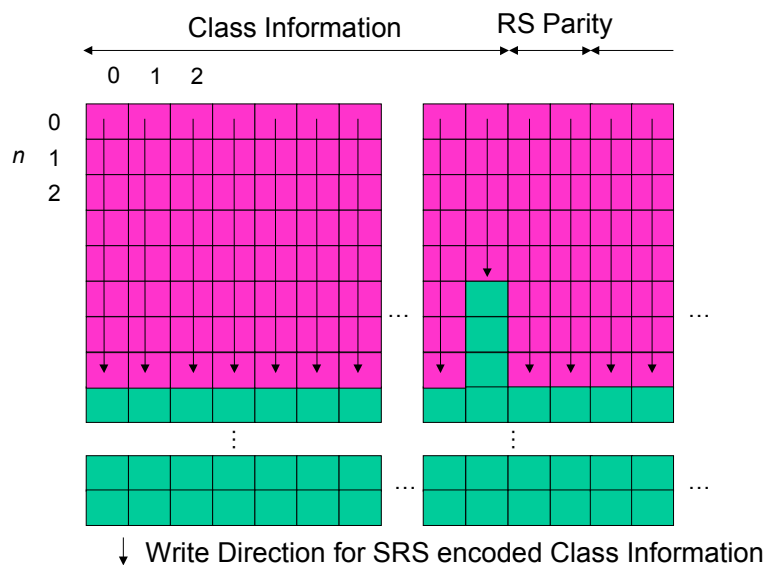 Class Information RS Parity
0 1 2
0
n 1
2
... ...
⋮ ⋮
... ...
Write Direction for SRS encoded Class Information